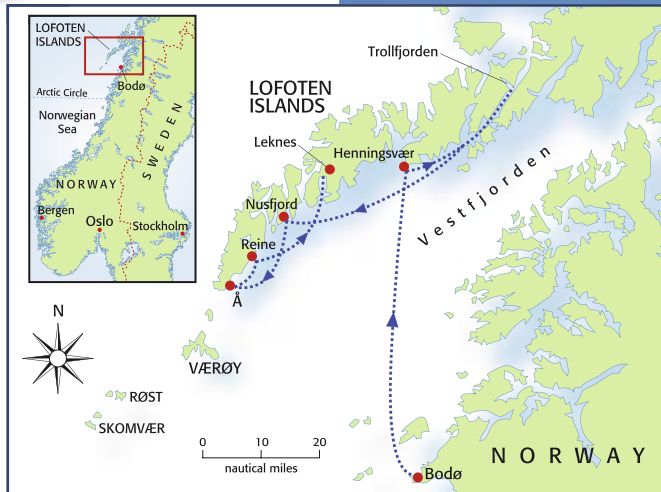 LOFOTEN
ISLANDS
Bodø
Arctic Circle
Norwegian
Sea
SWEDEN
NORWAY
Bergen
Oslo
Stockholm
Trollfjorden
LOFOTEN
ISLANDS
Leknes
Henningsvær
Vestfjorden
Nusfjord
Reine
Å
N
VÆRØY
RØST
SKOMVÆR
0 10 20
nautical miles
NORWAY
Bodø